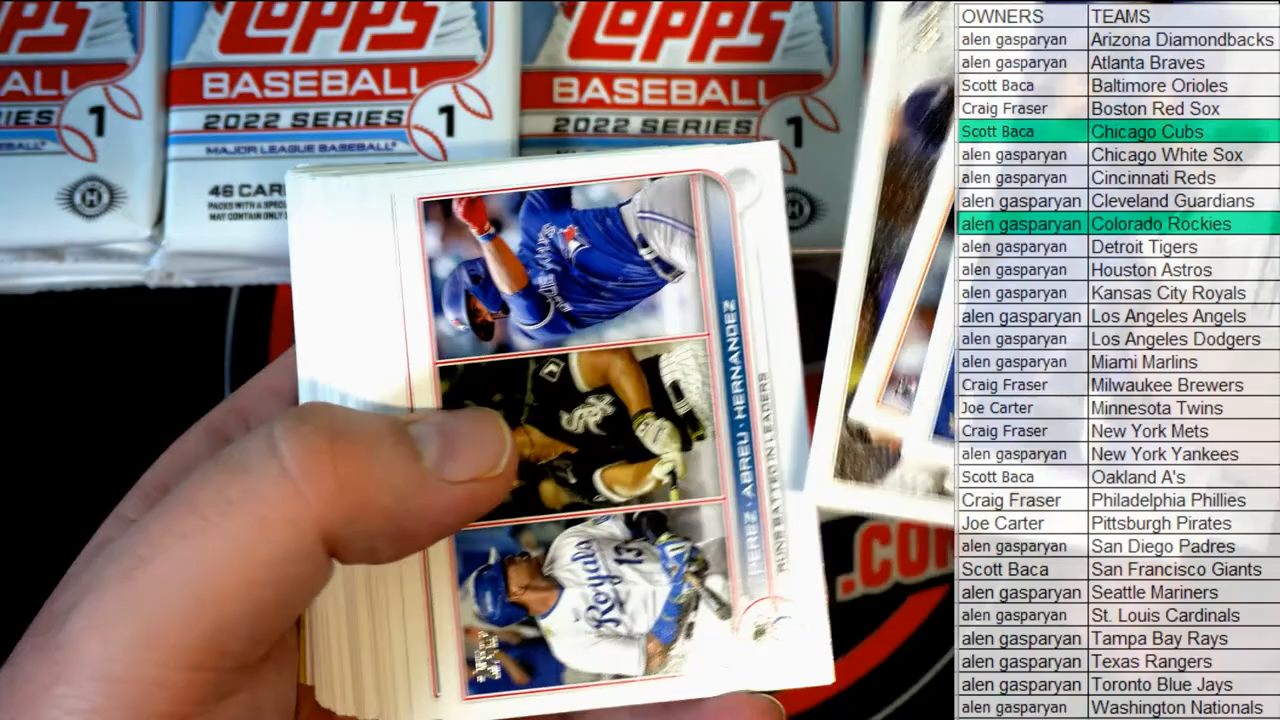 OPPS
TOPPS
TOPPS
ALL
BASEBALL
BASEBALL
2022 SERIES
2022 SERIES
1
1
1
MAJOR LEAGUE BASEBALL
46 CAR
PEREZ · ABREU · HERNANDEZ
RUNS BATTED IN LEADERS
SOX
Royals
13
.COM
OWNERS TEAMS
alen gasparyan Arizona Diamondbacks
alen gasparyan Atlanta Braves
Scott Baca Baltimore Orioles
Craig Fraser Boston Red Sox
Scott Baca Chicago Cubs
alen gasparyan Chicago White Sox
alen gasparyan Cincinnati Reds
alen gasparyan Cleveland Guardians
alen gasparyan Colorado Rockies
alen gasparyan Detroit Tigers
alen gasparyan Houston Astros
alen gasparyan Kansas City Royals
alen gasparyan Los Angeles Angels
alen gasparyan Los Angeles Dodgers
alen gasparyan Miami Marlins
Craig Fraser Milwaukee Brewers
Joe Carter Minnesota Twins
Craig Fraser New York Mets
alen gasparyan New York Yankees
Scott Baca Oakland A's
Craig Fraser Philadelphia Phillies
Joe Carter Pittsburgh Pirates
alen gasparyan San Diego Padres
Scott Baca San Francisco Giants
alen gasparyan Seattle Mariners
alen gasparyan St. Louis Cardinals
alen gasparyan Tampa Bay Rays
alen gasparyan Texas Rangers
alen gasparyan Toronto Blue Jays
alen gasparyan Washington Nationals